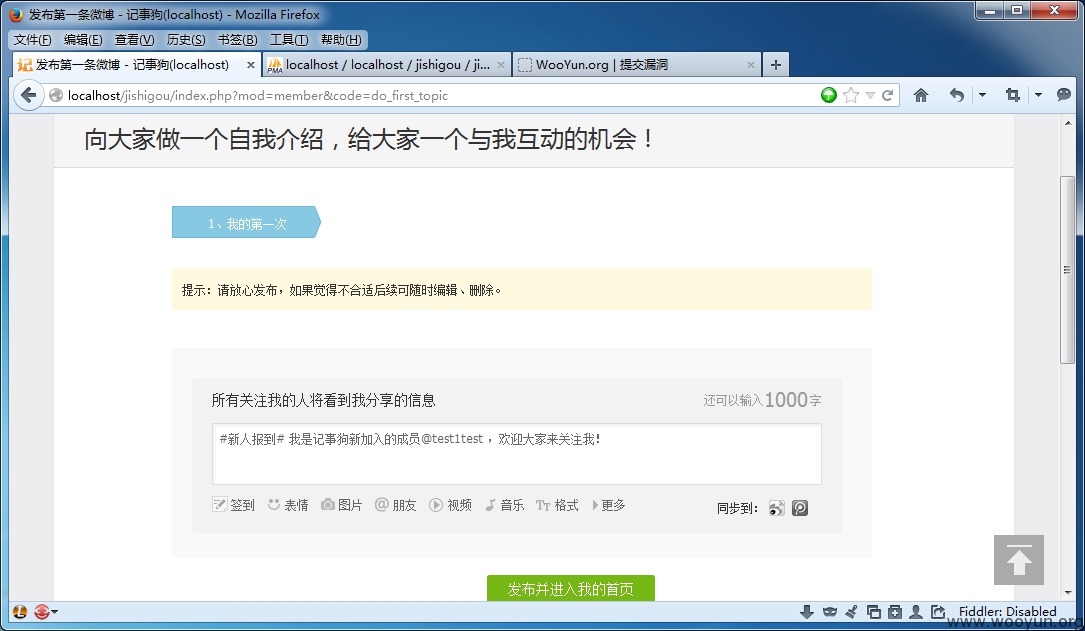 发布第一条微博 - 记事狗(localhost) - Mozilla Firefox
文件(F) 编辑(E) 查看(V) 历史(S) 书签(B) 工具(T) 帮助(H)
记 发布第一条微博 - 记事狗(localhost) × PMA localhost / localhost / jishigou / ji... × WooYun.org | 提交漏洞 × +
localhost/jishigou/index.php?mod=member&code=do_first_topic
向大家做一个自我介绍，给大家一个与我互动的机会！
1、我的第一次
提示：请放心发布，如果觉得不合适后续可随时编辑、删除。
所有关注我的人将看到我分享的信息 还可以输入1000字
#新人报到# 我是记事狗新加入的成员@test1test ，欢迎大家来关注我！
签到 表情 图片 @ 朋友 视频 音乐 TT 格式 更多 同步到：
发布并进入我的首页
Fiddler: Disabled
www.wooyun.org